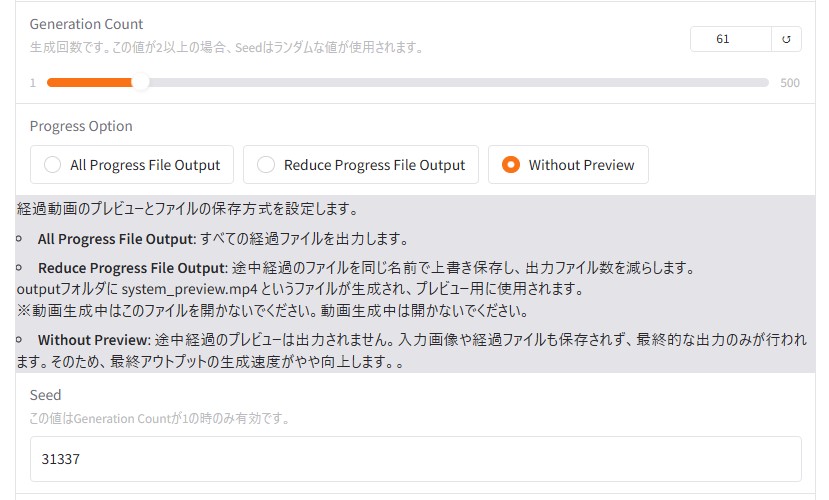 Generation Count
生成回数です。この値が2以上の場合、Seedはランダムな値が使用されます。
61
1
500
Progress Option
All Progress File Output
Reduce Progress File Output
Without Preview
経過動画のプレビューとファイルの保存方式を設定します。
All Progress File Output: すべての経過ファイルを出力します。
Reduce Progress File Output: 途中経過のファイルを同じ名前で上書き保存し、出力ファイル数を減らします。
outputフォルダに system_preview.mp4 というファイルが生成され、プレビュー用に使用されます。
※動画生成中はこのファイルを開かないでください。動画生成中は開かないでください。
Without Preview: 途中経過のプレビューは出力されません。入力画像や経過ファイルも保存されず、最終的な出力のみが行われ
ます。そのため、最終アウトプットの生成速度がやや向上します。。
Seed
この値はGeneration Countが1の時のみ有効です。
31337